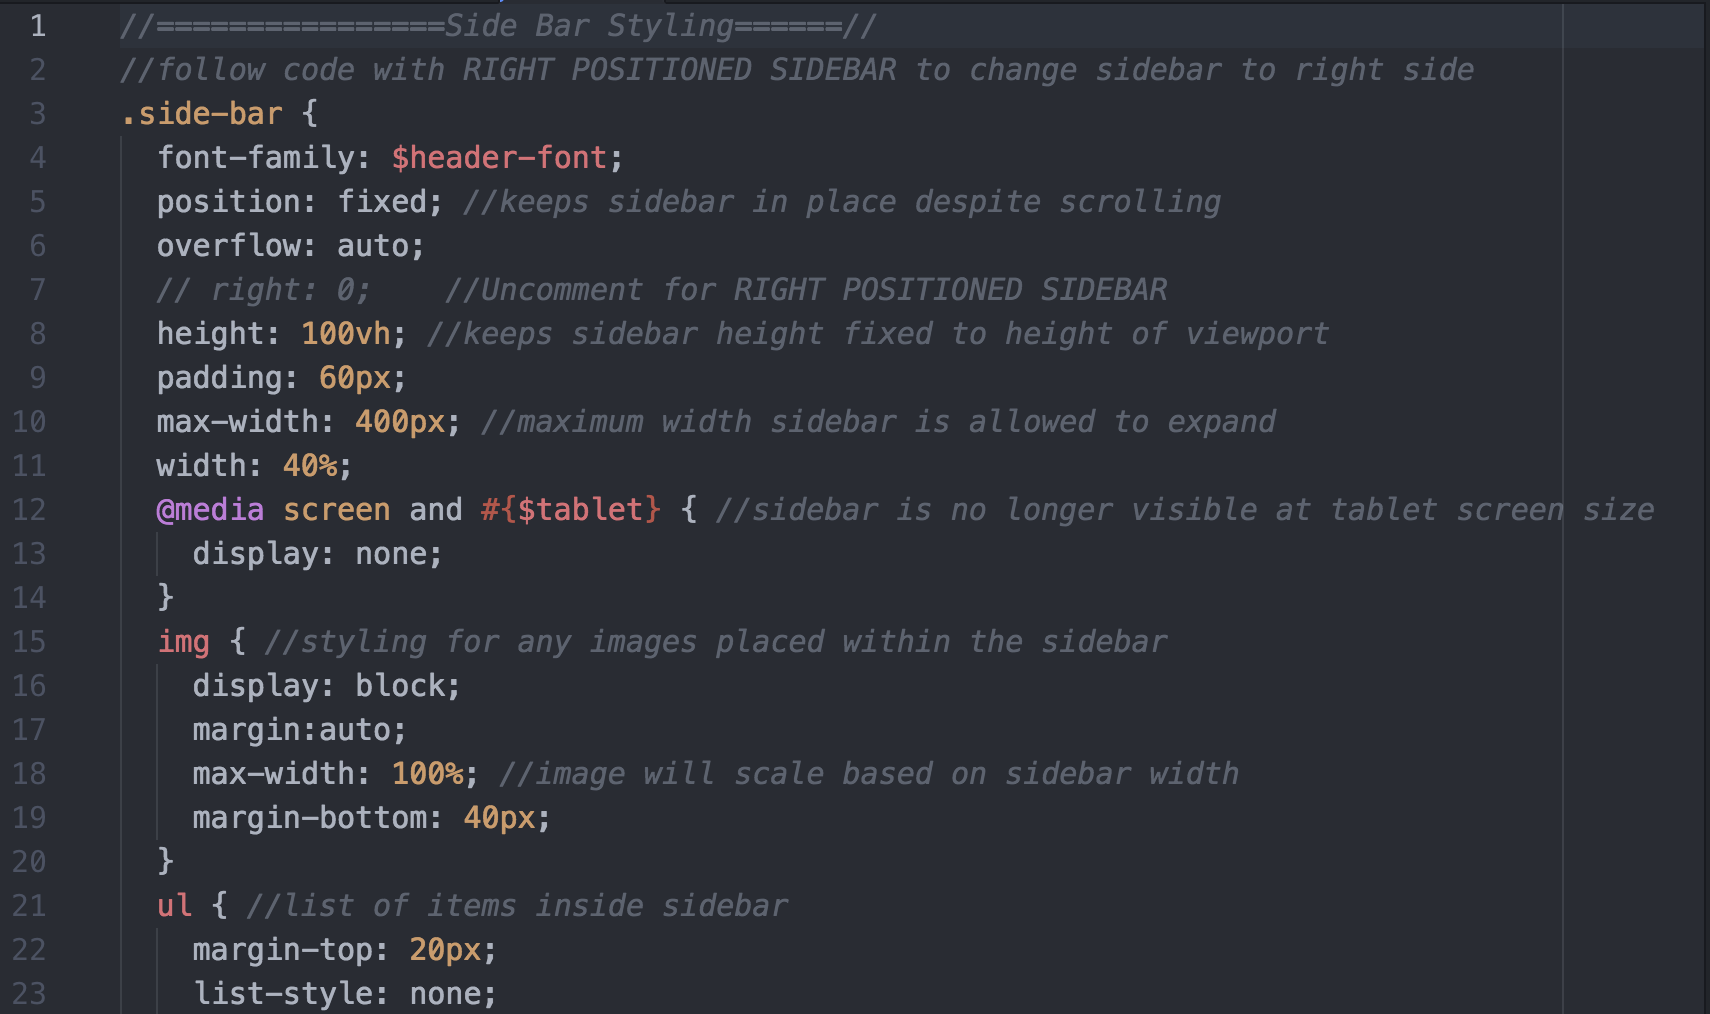 1 //================Side Bar Styling======//
2 //follow code with RIGHT POSITIONED SIDEBAR to change sidebar to right side
3 .side-bar {
4   font-family: $header-font;
5   position: fixed; //keeps sidebar in place despite scrolling
6   overflow: auto;
7   // right: 0;    //Uncomment for RIGHT POSITIONED SIDEBAR
8   height: 100vh; //keeps sidebar height fixed to height of viewport
9   padding: 60px;
10   max-width: 400px; //maximum width sidebar is allowed to expand
11   width: 40%;
12   @media screen and #{$tablet} { //sidebar is no longer visible at tablet screen size
13     display: none;
14   }
15   img { //styling for any images placed within the sidebar
16     display: block;
17     margin:auto;
18     max-width: 100%; //image will scale based on sidebar width
19     margin-bottom: 40px;
20   }
21   ul { //list of items inside sidebar
22     margin-top: 20px;
23     list-style: none;